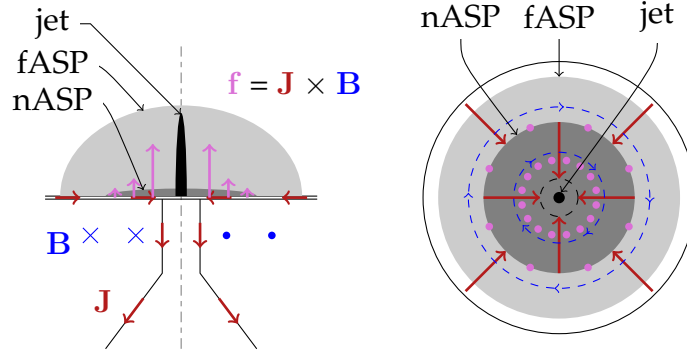 jet
fASP
nASP
f = J × B
B
J
nASP fASP jet